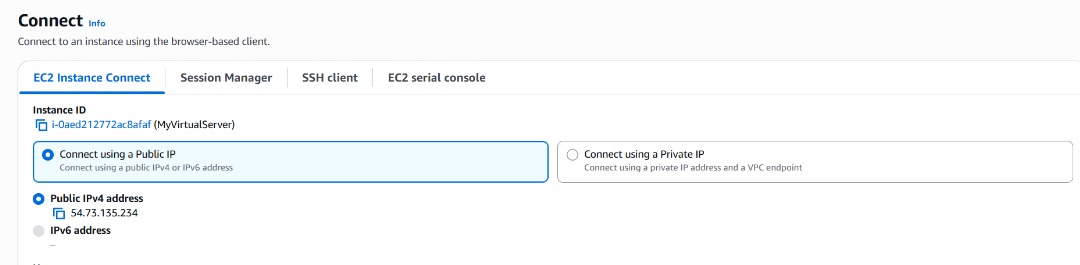 Connect Info
Connect to an instance using the browser-based client.
EC2 Instance Connect Session Manager SSH client EC2 serial console
Instance ID
i-0aed212772ac8afaf (MyVirtualServer)
Connect using a Public IP
Connect using a public IPv4 or IPv6 address
Connect using a Private IP
Connect using a private IP address and a VPC endpoint
Public IPv4 address
54.73.135.234
IPv6 address
–